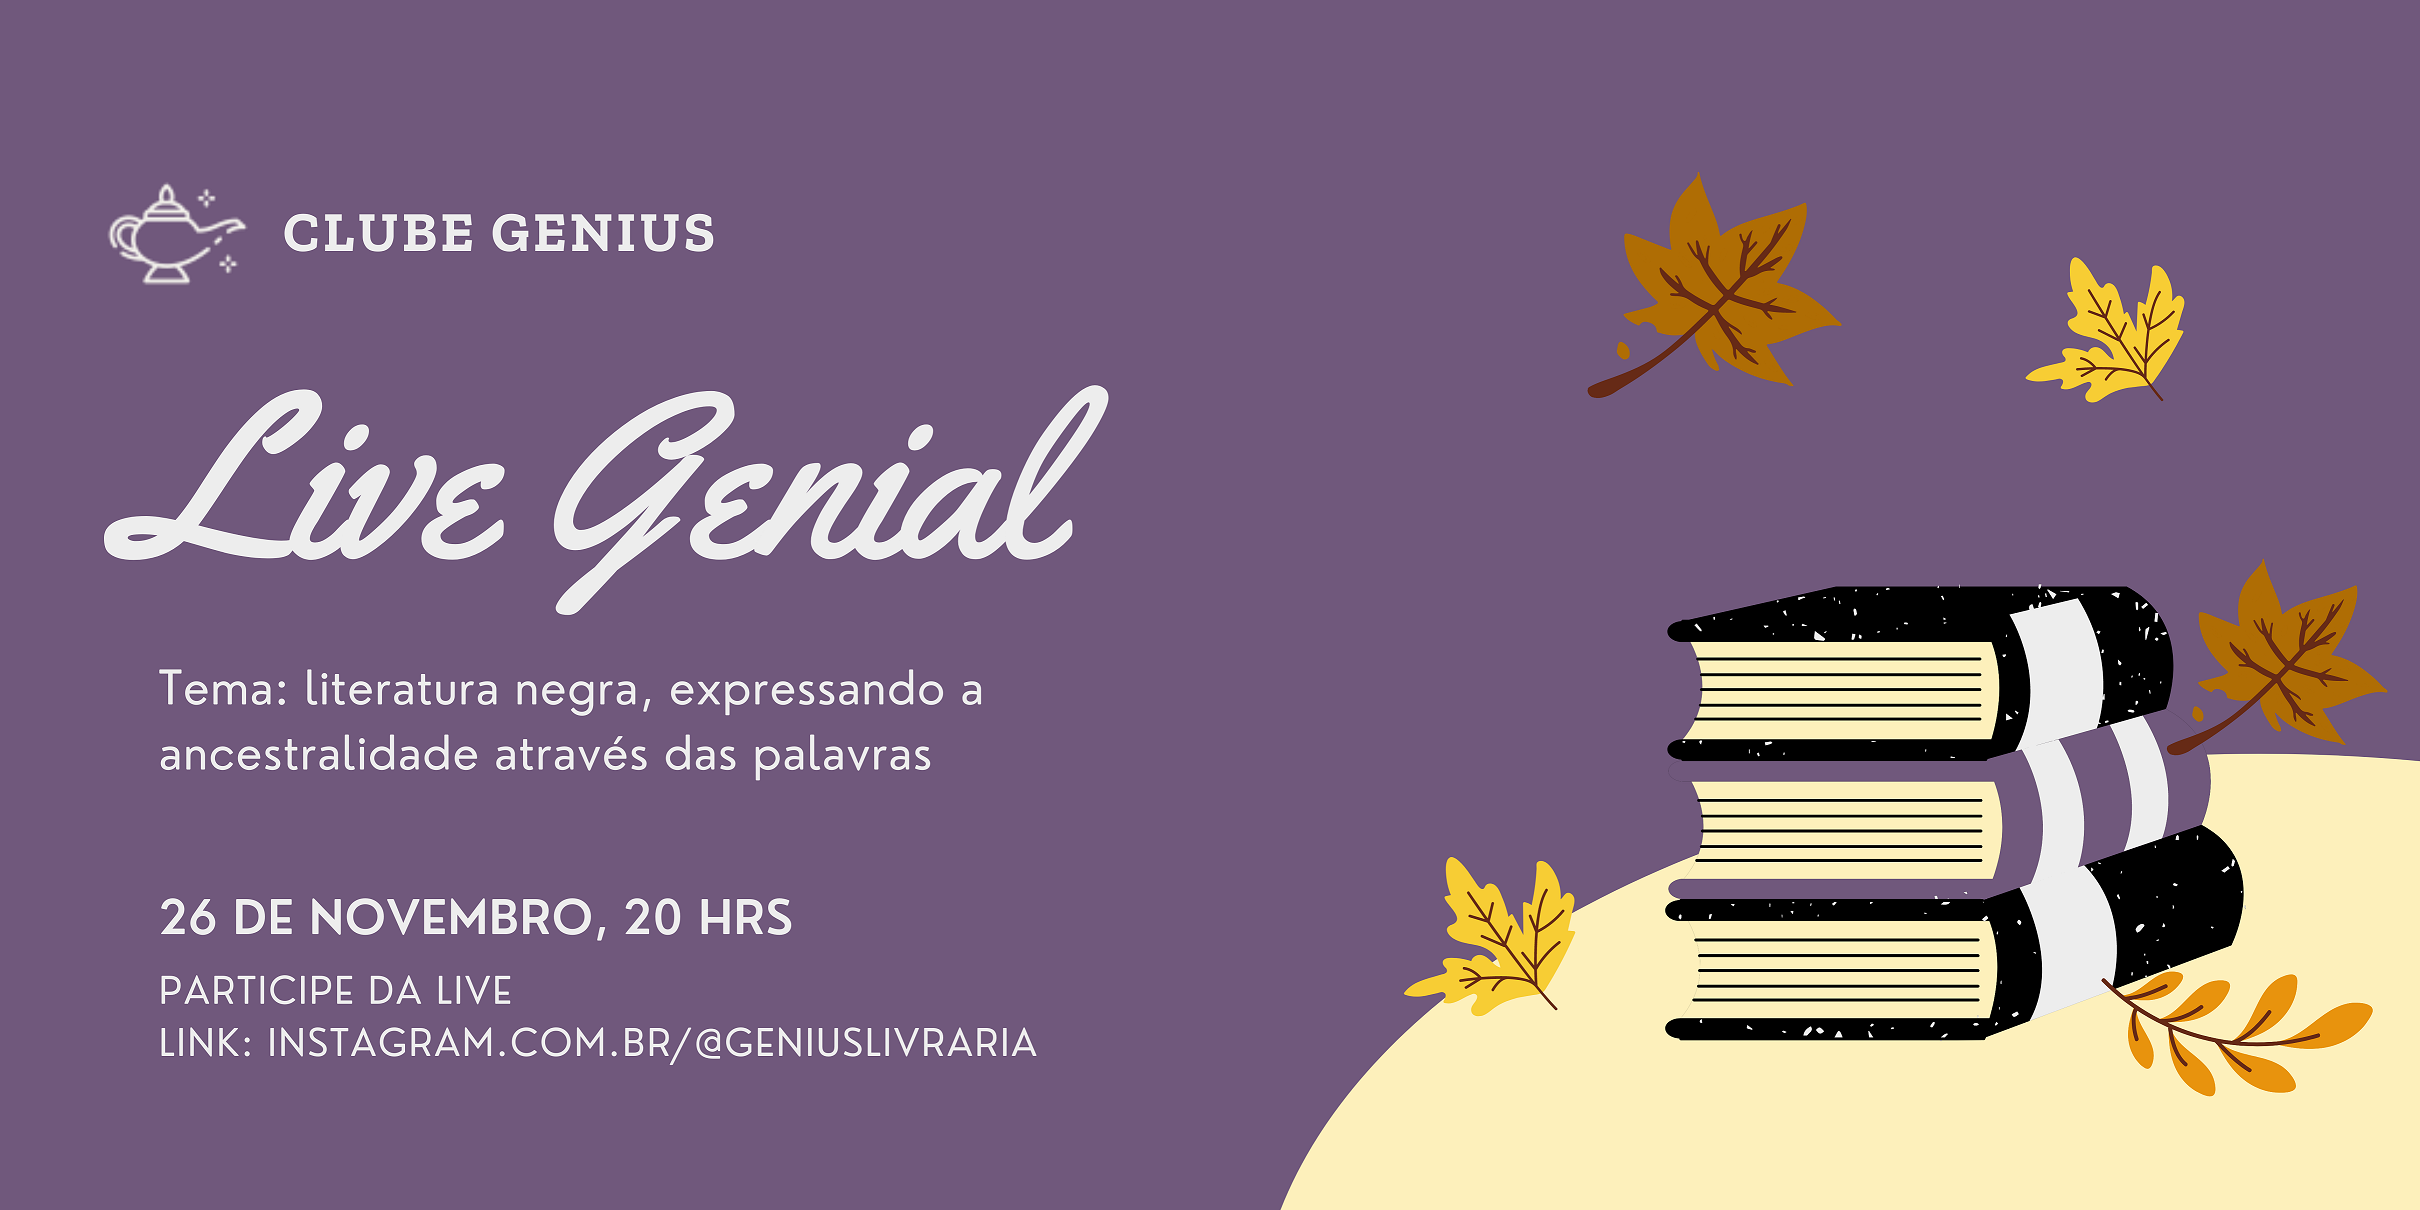 CLUBE GENIUS
Live Genial
Tema: literatura negra, expressando a
ancestralidade através das palavras
26 DE NOVEMBRO, 20 HRS
PARTICIPE DA LIVE
LINK: INSTAGRAM.COM.BR/@GENIUSLIVRARIA